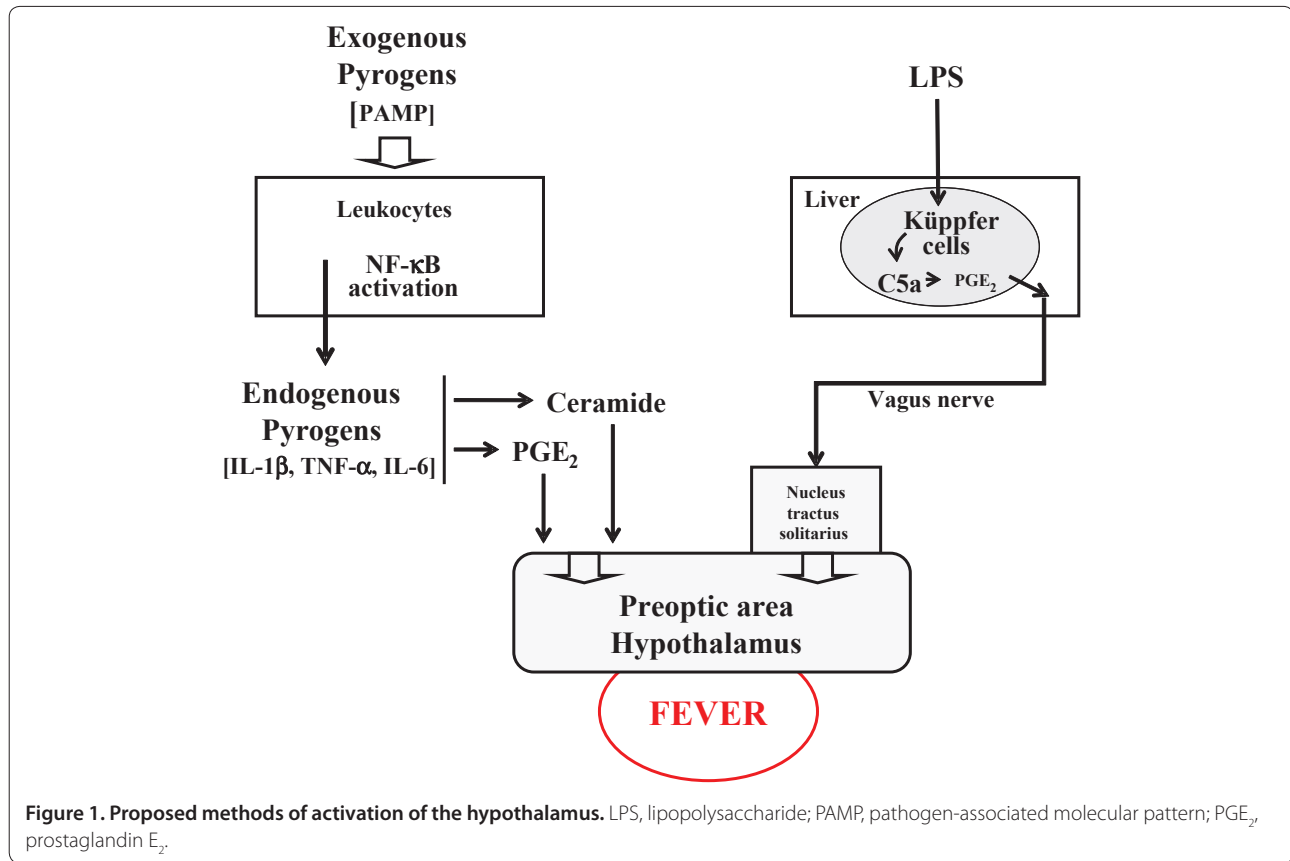 Exogenous
Pyrogens
[PAMP]
LPS
Leukocytes
NF-κB
activation
Liver
Küppfer
cells
C5a
PGE₂
Endogenous
Pyrogens
[IL-1β, TNF-α, IL-6]
Ceramide
PGE₂
Vagus nerve
Nucleus
tractus
solitarius
Preoptic area
Hypothalamus
FEVER
Figure 1. Proposed methods of activation of the hypothalamus. LPS, lipopolysaccharide; PAMP, pathogen-associated molecular pattern; PGE₂,
prostaglandin E₂.